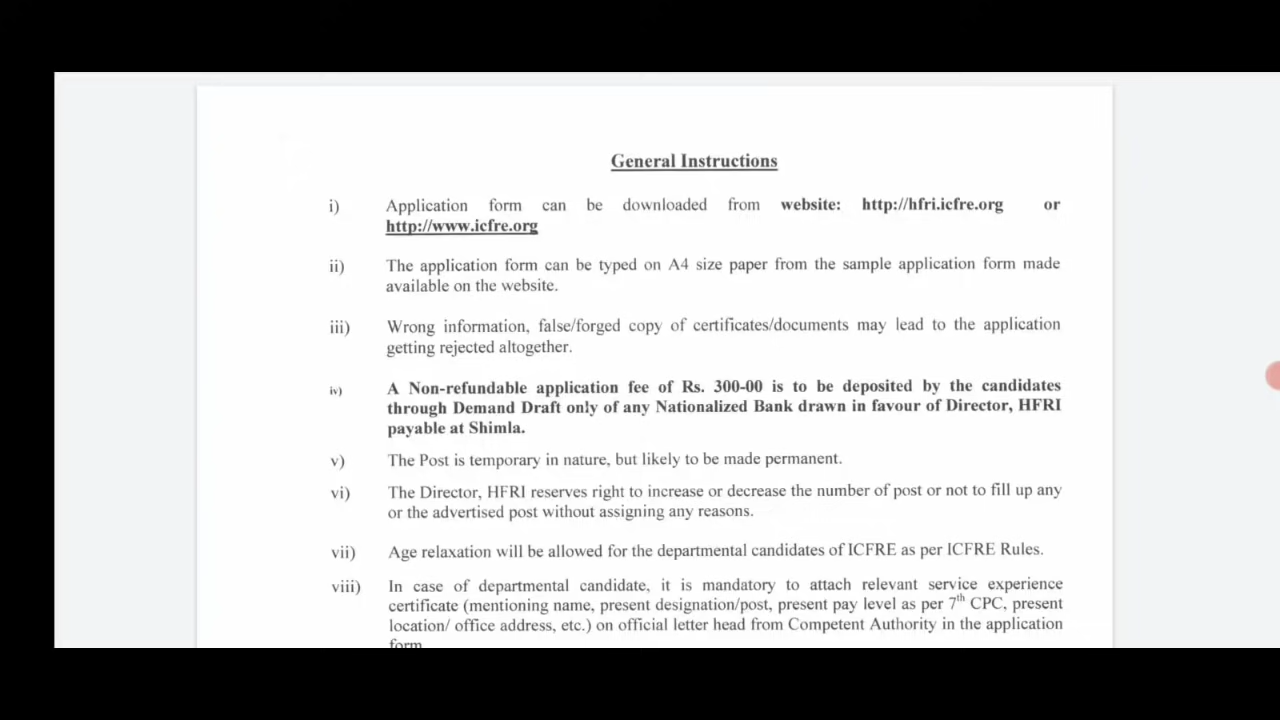 General Instructions
i) Application form can be downloaded from website: http://hfri.icfre.org or
http://www.icfre.org
ii) The application form can be typed on A4 size paper from the sample application form made
available on the website.
iii) Wrong information, false/forged copy of certificates/documents may lead to the application
getting rejected altogether.
iv) A Non-refundable application fee of Rs. 300-00 is to be deposited by the candidates
through Demand Draft only of any Nationalized Bank drawn in favour of Director, HFRI
payable at Shimla.
v) The Post is temporary in nature, but likely to be made permanent.
vi) The Director, HFRI reserves right to increase or decrease the number of post or not to fill up any
or the advertised post without assigning any reasons.
vii) Age relaxation will be allowed for the departmental candidates of ICFRE as per ICFRE Rules.
viii) In case of departmental candidate, it is mandatory to attach relevant service experience
certificate (mentioning name, present designation/post, present pay level as per 7th CPC, present
location/ office address, etc.) on official letter head from Competent Authority in the application
form